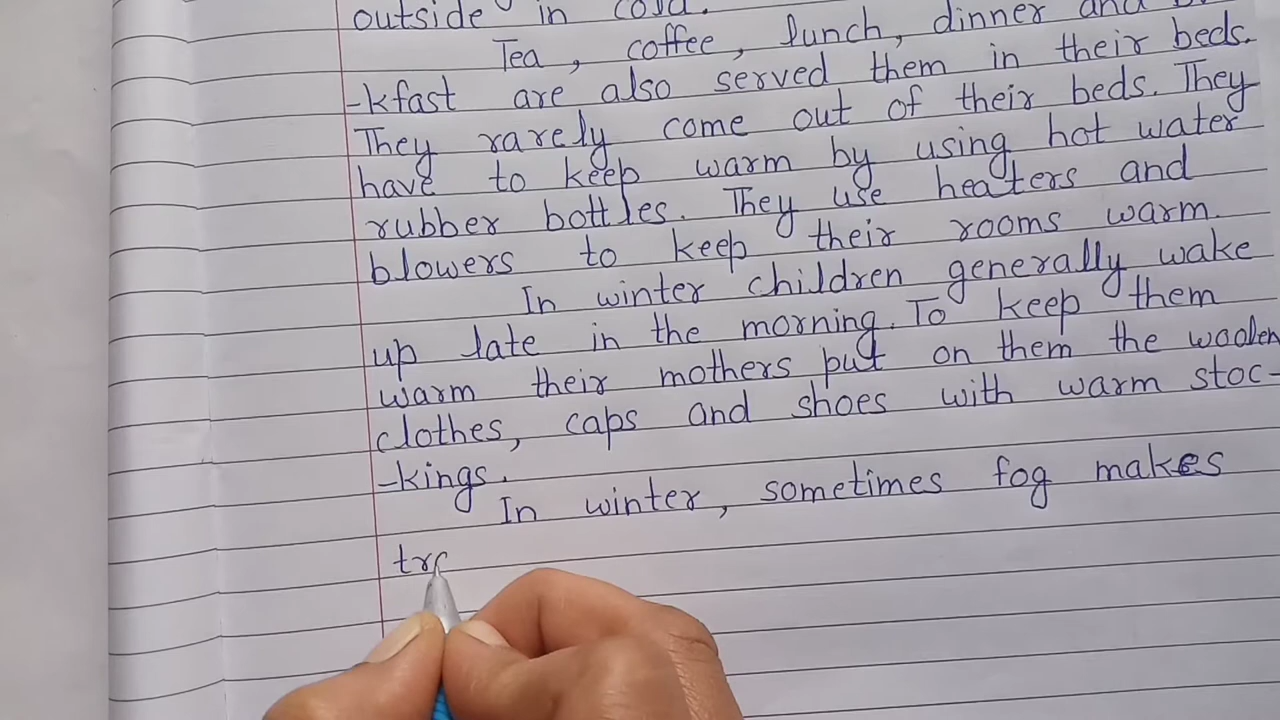 outside in cold.
Tea, coffee, lunch, dinner and
-kfast are also served them in their beds.
They rarely come out of their beds. They
have to keep warm by using hot water
rubber bottles. They use heaters and
blowers to keep their rooms warm.
In winter children generally wake
up late in the morning. To keep them
warm their mothers put on them the woolen
clothes, caps and shoes with warm stoc-
-kings.
In winter, sometimes fog makes